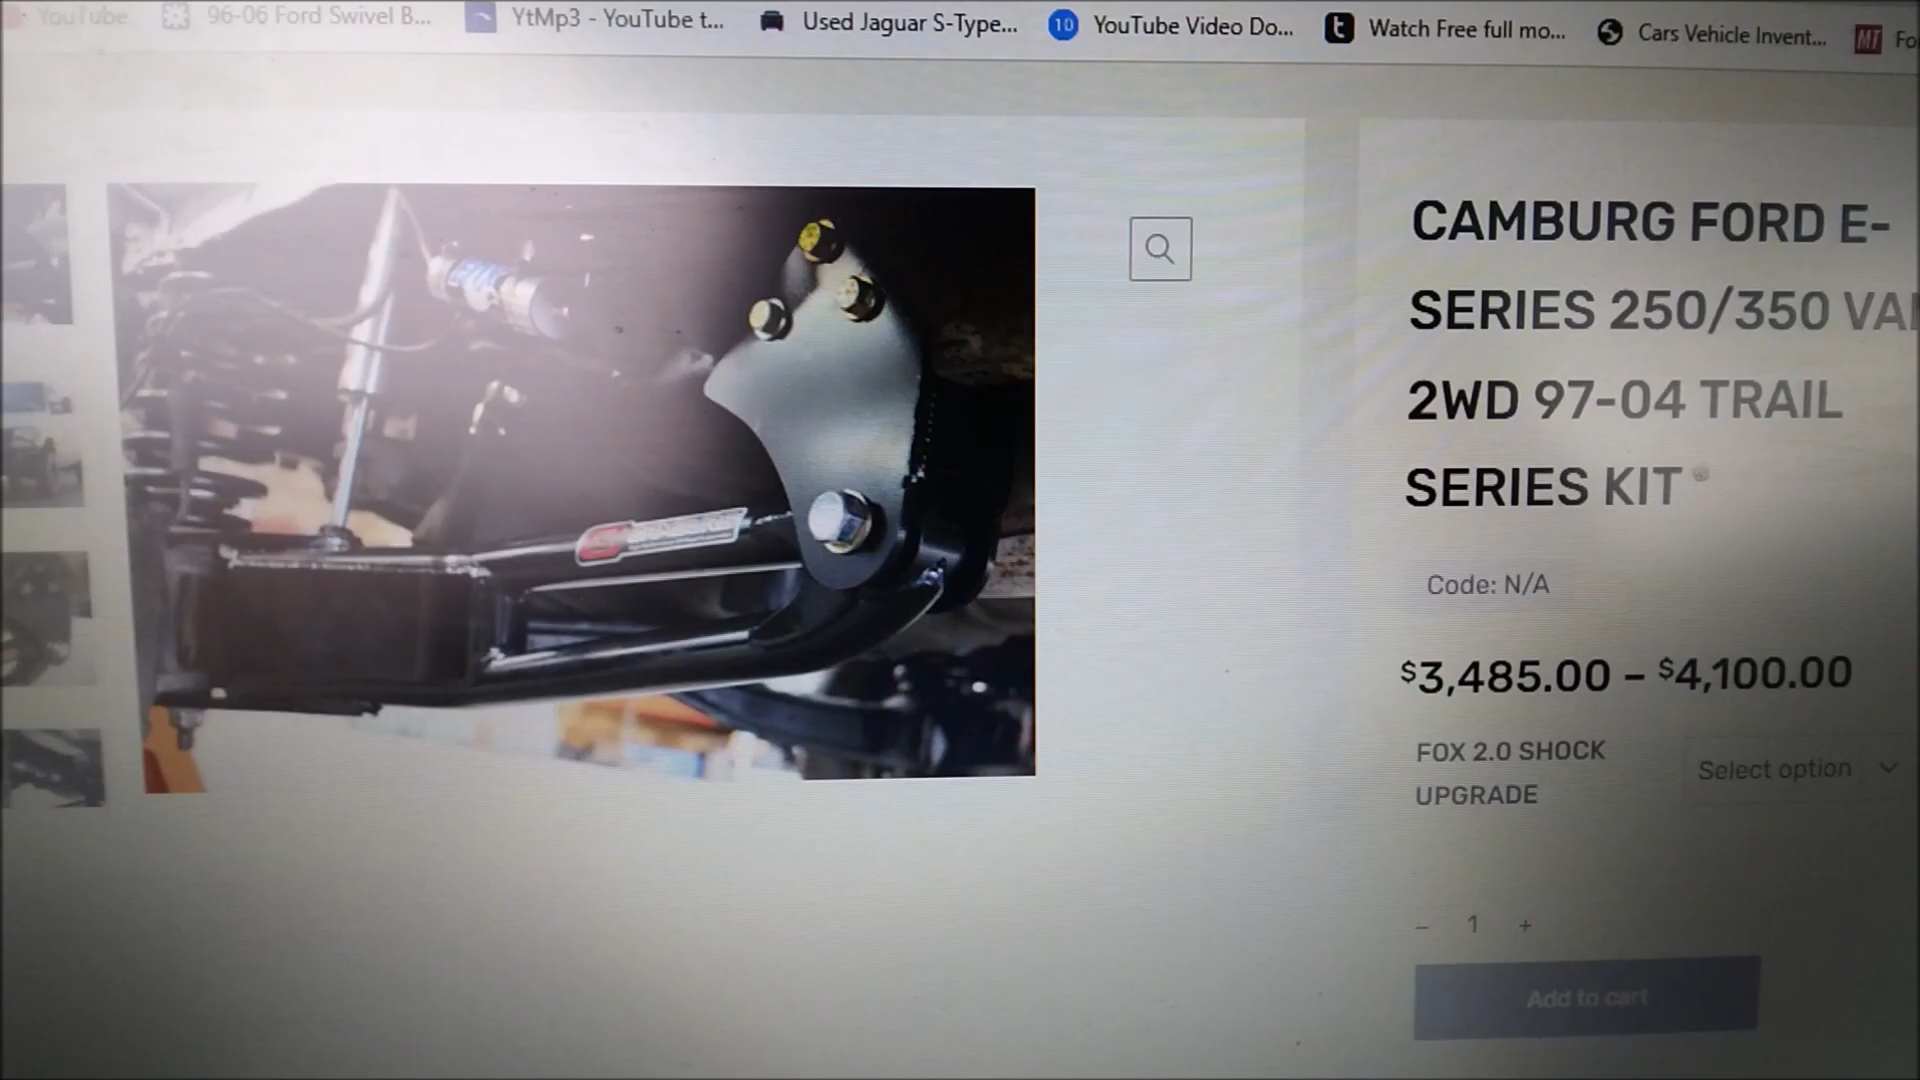 YouTube
96-06 Ford Swivel B...
YtMp3 - YouTube t...
Used Jaguar S-Type...
10
YouTube Video Do...
t
Watch Free full mo...
Cars Vehicle Invent...
MT
CAMBURG FORD E-
SERIES 250/350
2WD 97-04 TRAIL
SERIES KIT
Code: N/A
$3,485.00 – $4,100.00
FOX 2.0 SHOCK
UPGRADE
Select option
- 1 +
Add to cart